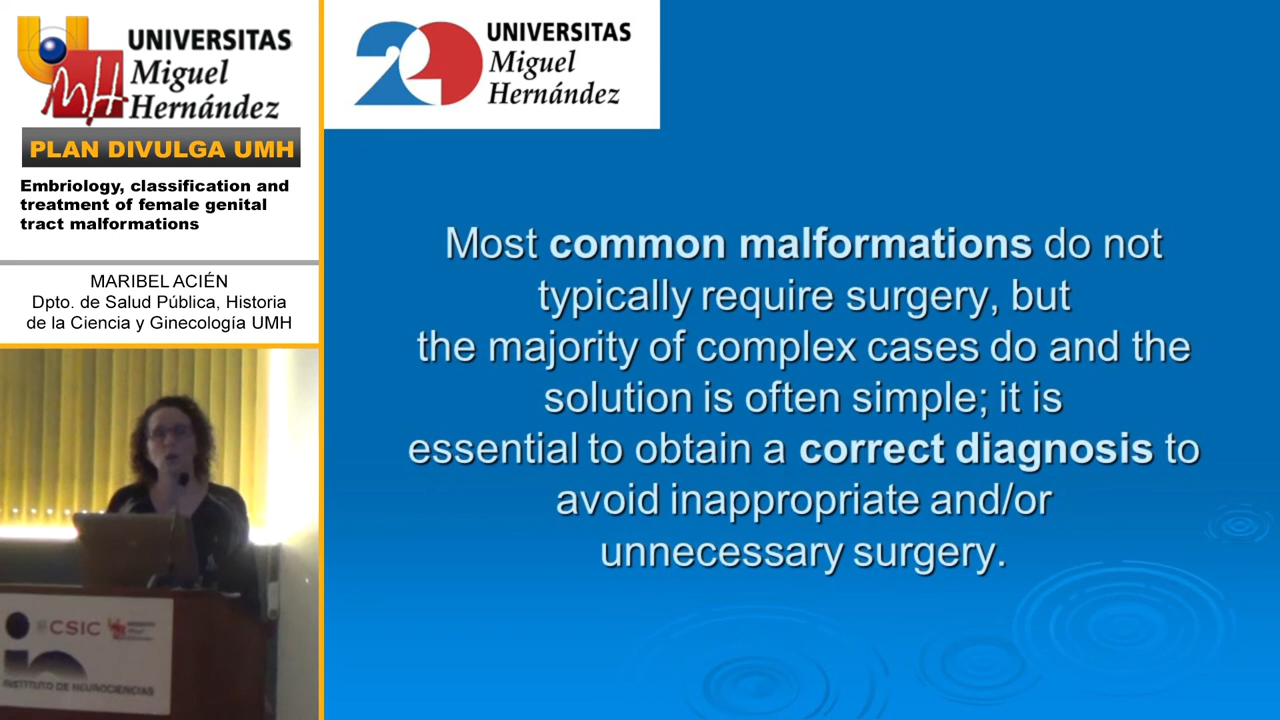 UNIVERSITAS
Miguel
Hernández
PLAN DIVULGA UMH
Embriology, classification and
treatment of female genital
tract malformations
MARIBEL ACIÉN
Dpto. de Salud Pública, Historia
de la Ciencia y Ginecología UMH
CSIC
INSTITUTO DE NEUROCIENCIAS
20 UNIVERSITAS
Miguel
Hernández
Most common malformations do not
typically require surgery, but
the majority of complex cases do and the
solution is often simple; it is
essential to obtain a correct diagnosis to
avoid inappropriate and/or
unnecessary surgery.